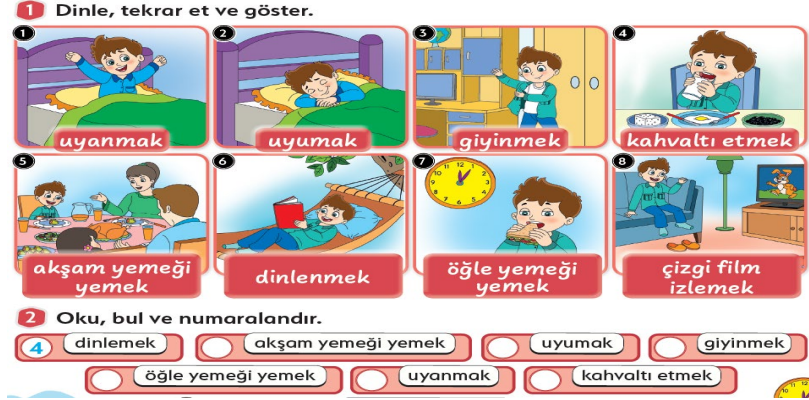 1 Dinle, tekrar et ve göster.
1 2 3 4
uyanmak uyumak giyinmek kahvaltı etmek
5 6 7 8
akşam yemeği yemek
dinlenmek
öğle yemeği yemek
çizgi film izlemek
2 Oku, bul ve numaralandır.
4 dinlemek akşam yemeği yemek uyumak giyinmek
öğle yemeği yemek uyanmak kahvaltı etmek